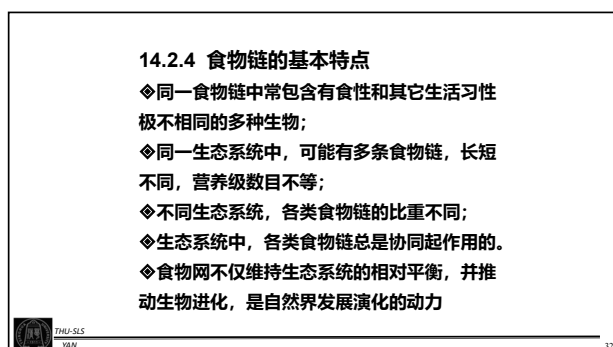 14.2.4 食物链的基本特点
◈同一食物链中常包含有食性和其它生活习性
极不相同的多种生物；
◈同一生态系统中，可能有多条食物链，长短
不同，营养级数目不等；
◈不同生态系统，各类食物链的比重不同；
◈生态系统中，各类食物链总是协同起作用的。
◈食物网不仅维持生态系统的相对平衡，并推
动生物进化，是自然界发展演化的动力
THU-SLS
YAN
32